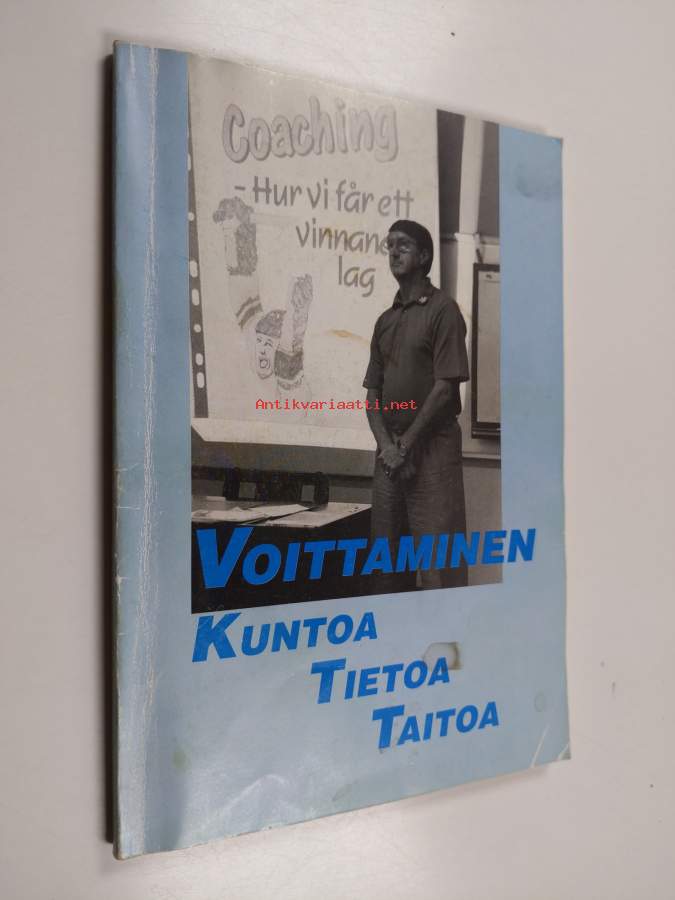 Coaching
- Hur vi får ett
vinnande
lag
Antikvariaatti.net
VOITTAMINEN
KUNTOA
TIETOA
TAITOA